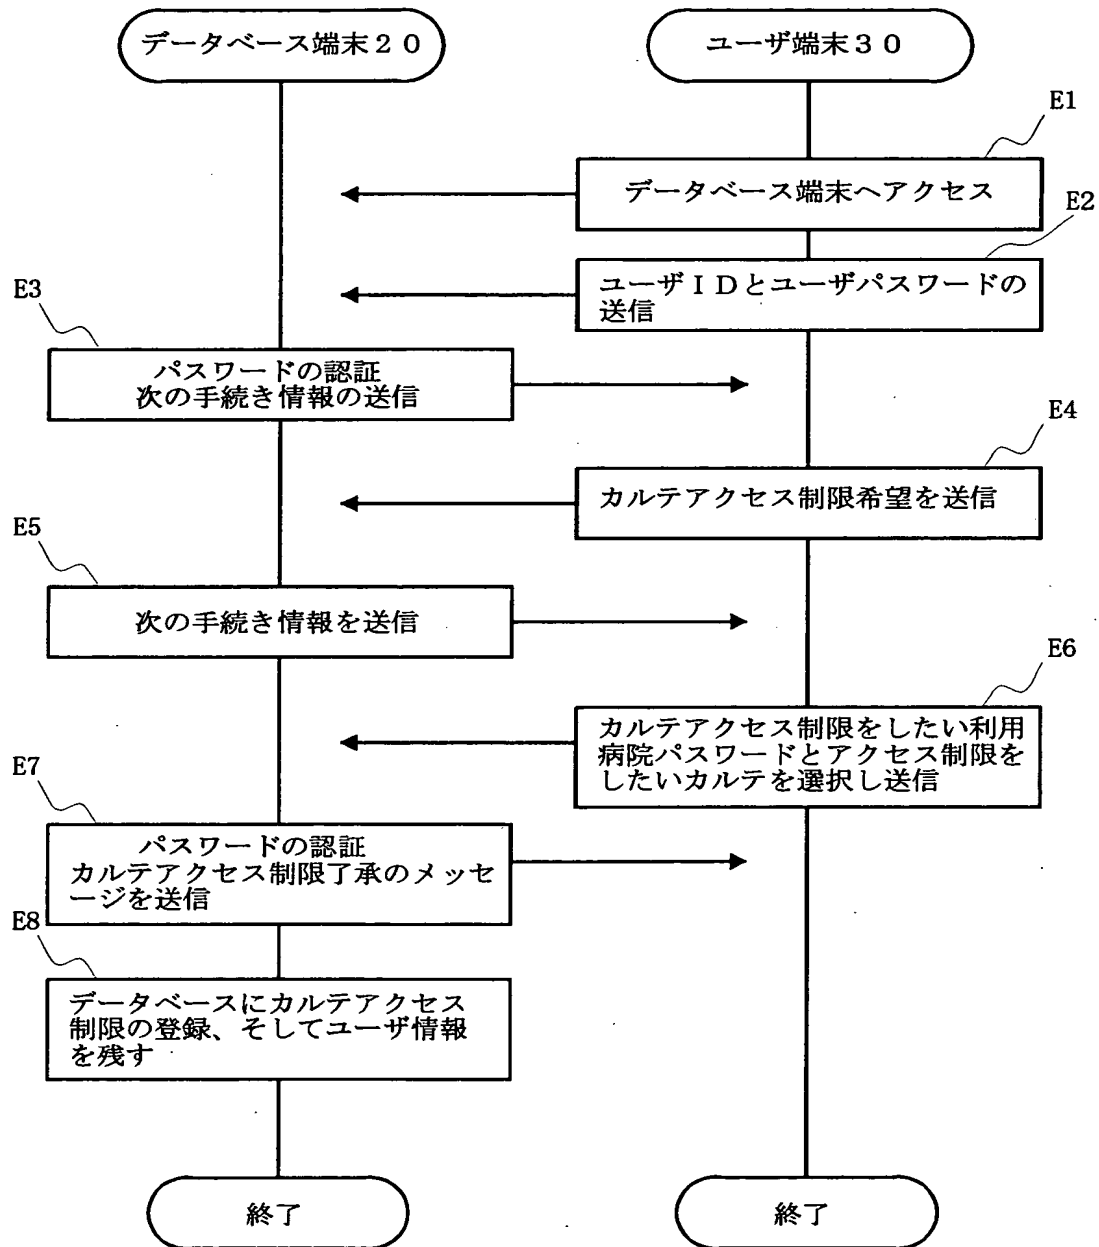 データベース端末２０
ユーザ端末３０
E1
データベース端末へアクセス
E2
ユーザＩＤとユーザパスワードの
送信
E3
パスワードの認証
次の手続き情報の送信
E4
カルテアクセス制限希望を送信
E5
次の手続き情報を送信
E6
カルテアクセス制限をしたい利用
病院パスワードとアクセス制限を
したいカルテを選択し送信
E7
パスワードの認証
カルテアクセス制限了承のメッセ
ージを送信
E8
データベースにカルテアクセス
制限の登録、そしてユーザ情報
を残す
終了
終了